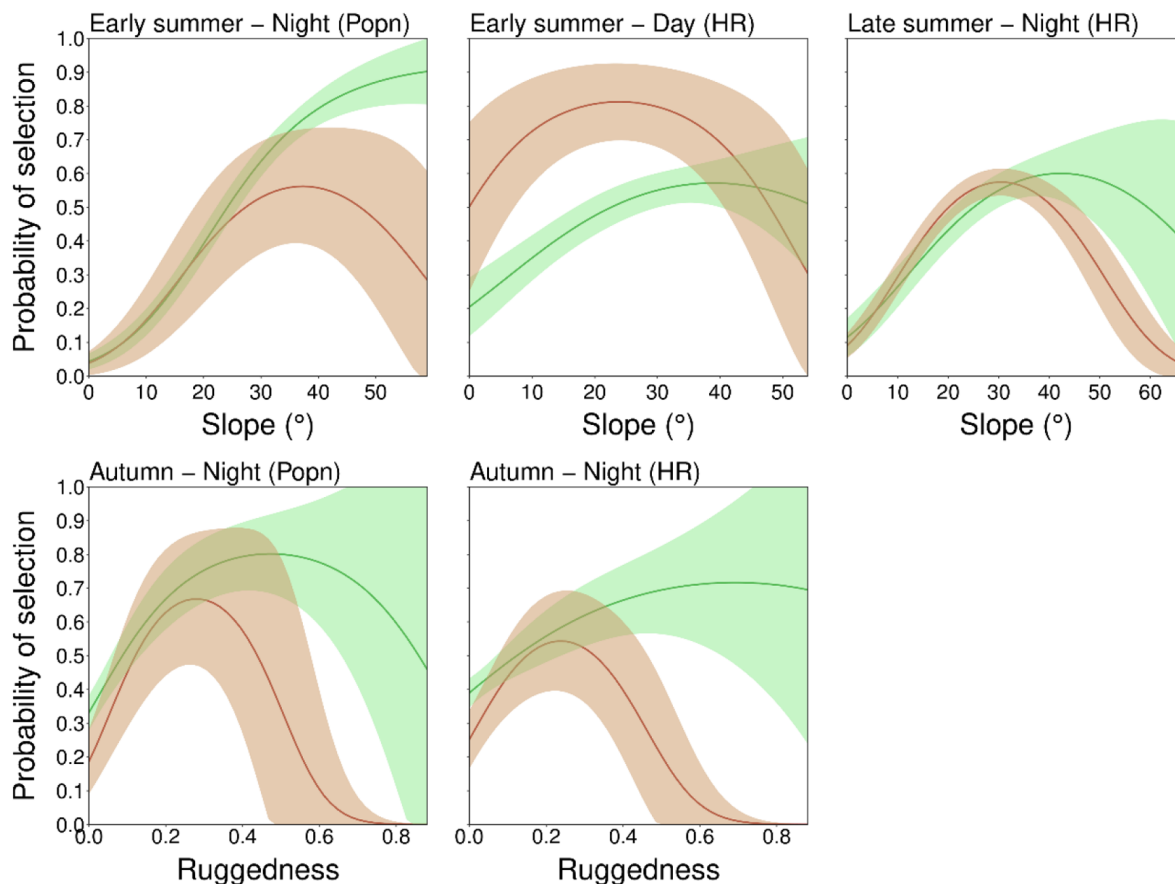 Early summer − Night (Popn)
Early summer − Day (HR)
Late summer − Night (HR)
Probability of selection
1.0
0.9
0.8
0.7
0.6
0.5
0.4
0.3
0.2
0.1
0.0
0 10 20 30 40 50
0 10 20 30 40 50
0 10 20 30 40 50 60
Slope (°)
Slope (°)
Slope (°)
Autumn − Night (Popn)
Autumn − Night (HR)
Probability of selection
1.0
0.9
0.8
0.7
0.6
0.5
0.4
0.3
0.2
0.1
0.0
0.0 0.2 0.4 0.6 0.8
0.0 0.2 0.4 0.6 0.8
Ruggedness
Ruggedness